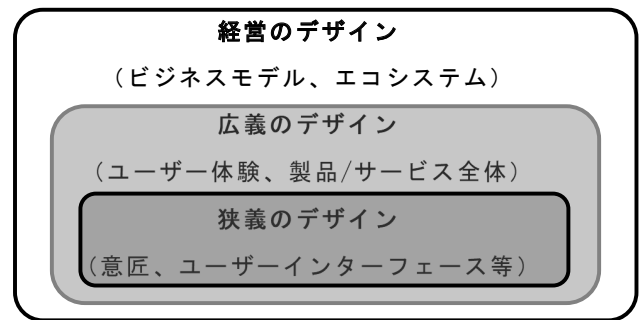 経営のデザイン
（ビジネスモデル、エコシステム）
広義のデザイン
（ユーザー体験、製品/サービス全体）
狭義のデザイン
（意匠、ユーザーインターフェース等）